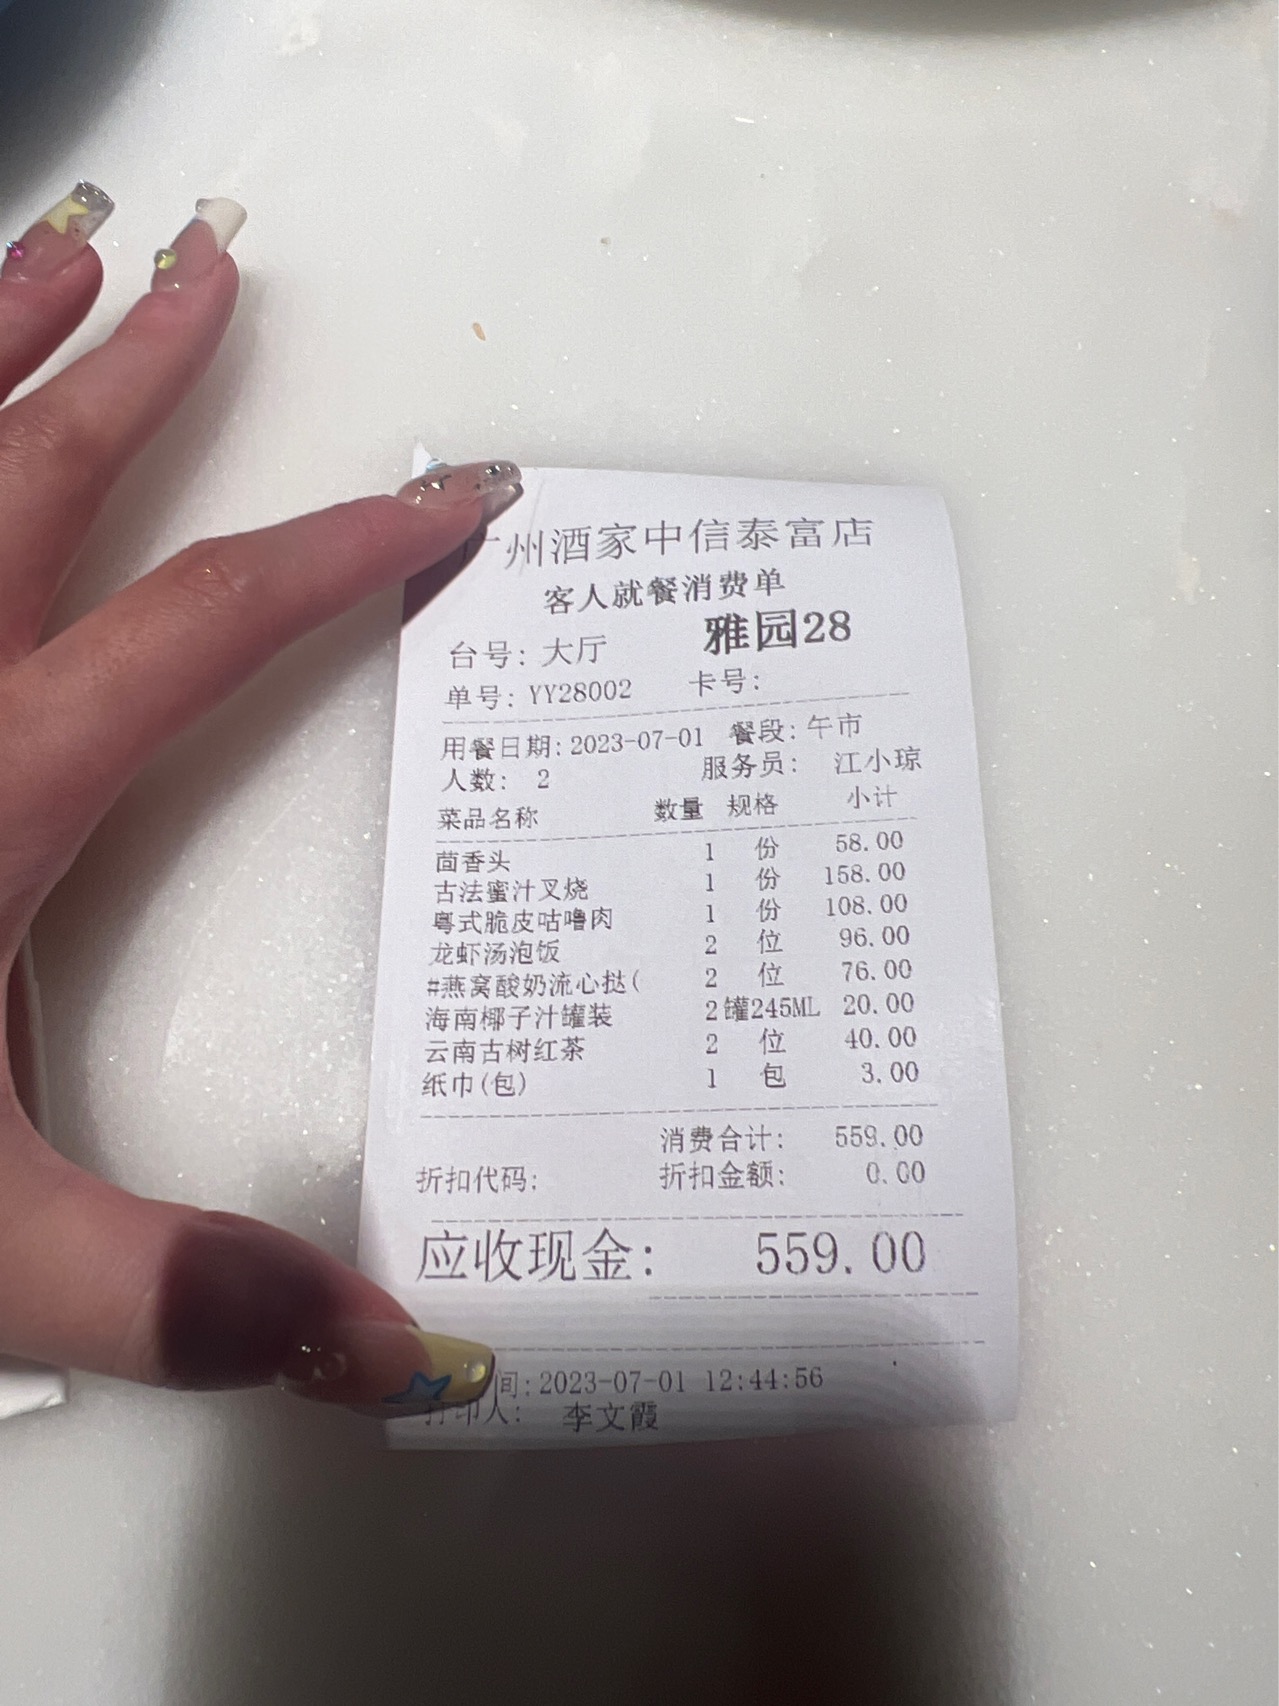 州酒家中信泰富店
客人就餐消费单
台号: 大厅 雅园28
单号: YY28002 卡号:
用餐日期: 2023-07-01 餐段: 午市
人数: 2 服务员: 江小琼
菜品名称 数量 规格 小计
茴香头 1 份 58.00
古法蜜汁叉烧 1 份 158.00
粤式脆皮咕噜肉 1 份 108.00
龙虾汤泡饭 2 位 96.00
#燕窝酸奶流心挞( 2 位 76.00
海南椰子汁罐装 2 罐245ML 20.00
云南古树红茶 2 位 40.00
纸巾(包) 1 包 3.00
消费合计: 559.00
折扣代码: 折扣金额: 0.00
应收现金: 559.00
间: 2023-07-01 12:44:56
打印人: 李文霞